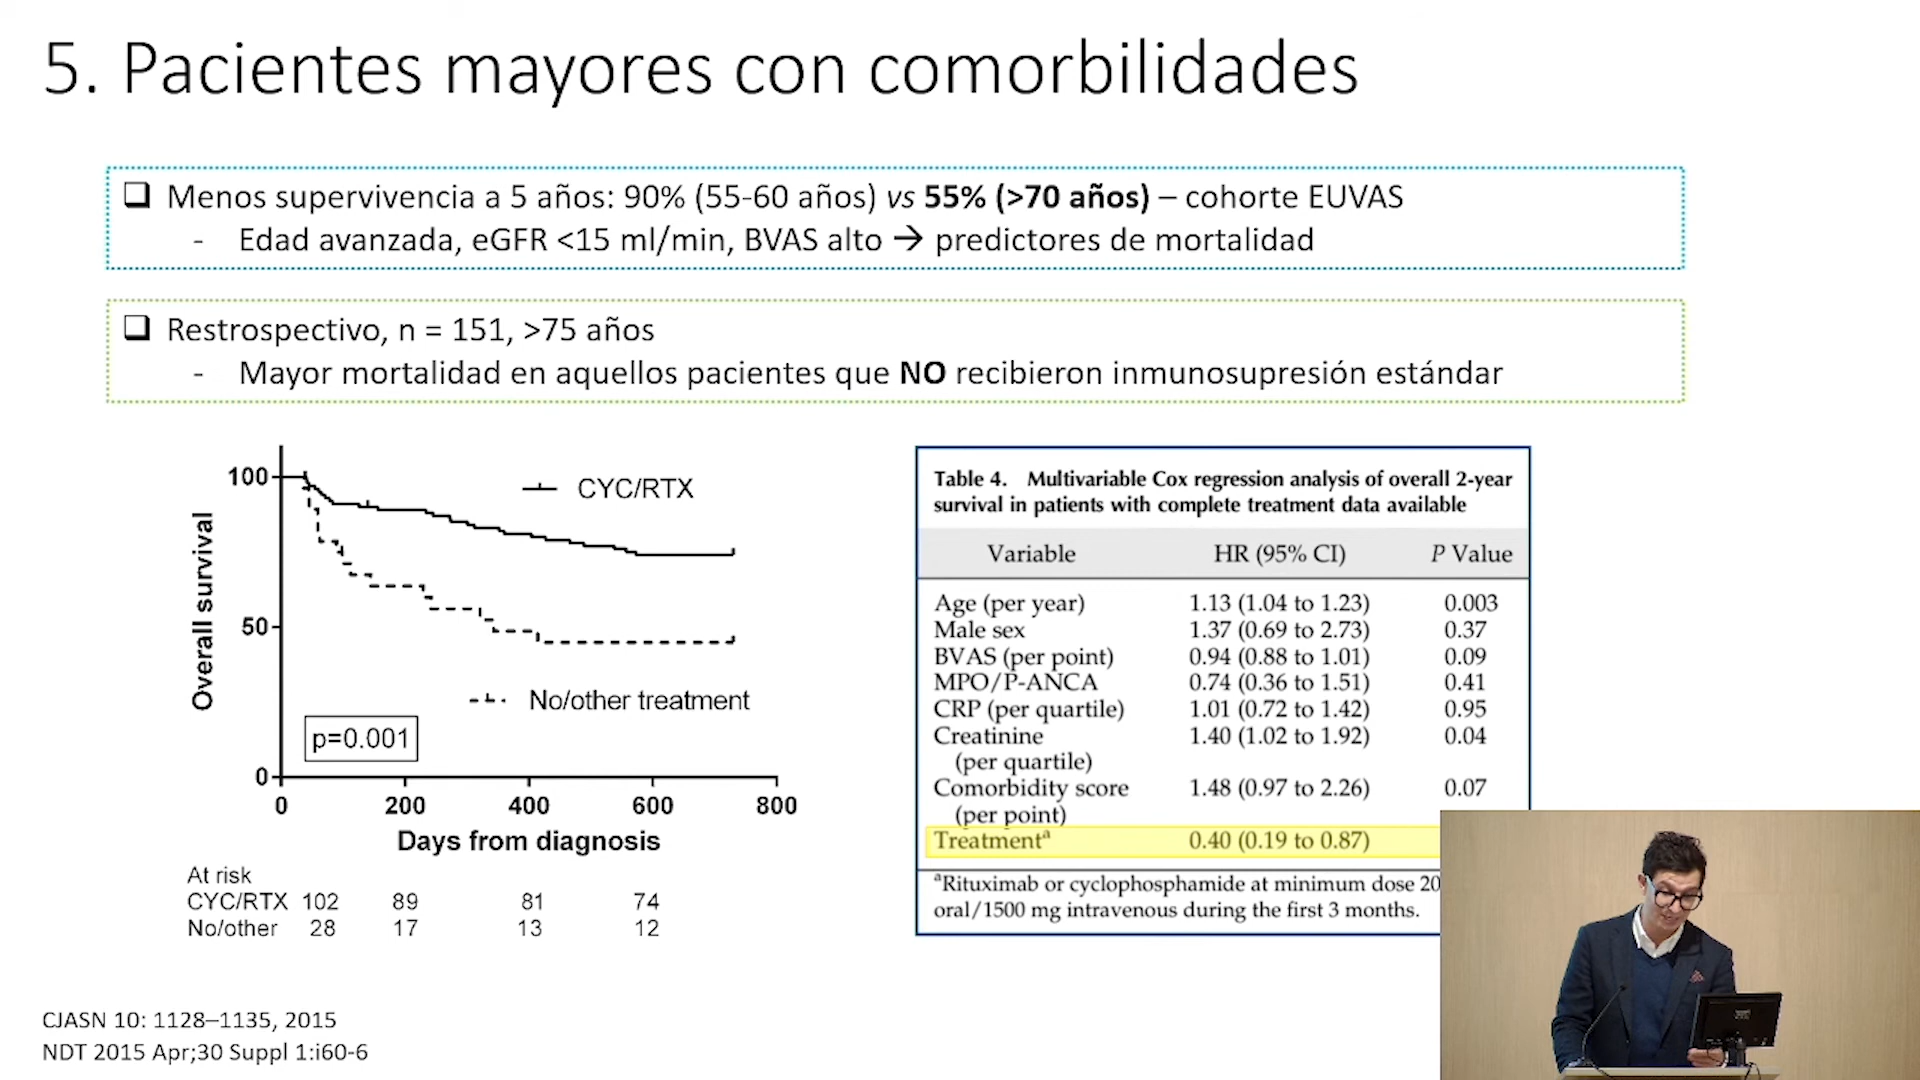 5. Pacientes mayores con comorbilidades
❑ Menos supervivencia a 5 años: 90% (55-60 años) vs 55% (>70 años) – cohorte EUVAS
- Edad avanzada, eGFR <15 ml/min, BVAS alto → predictores de mortalidad
❑ Restrospectivo, n = 151, >75 años
- Mayor mortalidad en aquellos pacientes que NO recibieron inmunosupresión estándar
100
50
0
Overall survival
CYC/RTX
No/other treatment
p=0.001
0 200 400 600 800
Days from diagnosis
At risk
CYC/RTX 102 89 81 74
No/other 28 17 13 12
Table 4. Multivariable Cox regression analysis of overall 2-year
survival in patients with complete treatment data available
Variable HR (95% CI) P Value
Age (per year) 1.13 (1.04 to 1.23) 0.003
Male sex 1.37 (0.69 to 2.73) 0.37
BVAS (per point) 0.94 (0.88 to 1.01) 0.09
MPO/P-ANCA 0.74 (0.36 to 1.51) 0.41
CRP (per quartile) 1.01 (0.72 to 1.42) 0.95
Creatinine 1.40 (1.02 to 1.92) 0.04
(per quartile)
Comorbidity score 1.48 (0.97 to 2.26) 0.07
(per point)
Treatmentᵃ 0.40 (0.19 to 0.87)
ᵃRituximab or cyclophosphamide at minimum dose 20
oral/1500 mg intravenous during the first 3 months.
CJASN 10: 1128–1135, 2015
NDT 2015 Apr;30 Suppl 1:i60-6